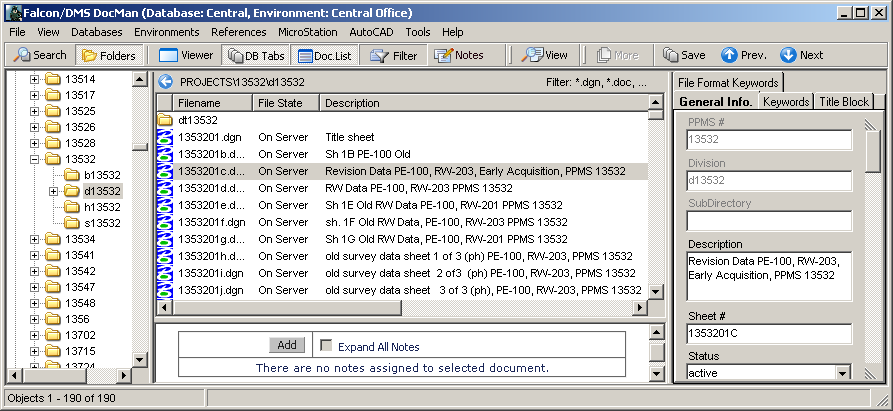 Falcon/DMS DocMan (Database: Central, Environment: Central Office)
File View Databases Environments References MicroStation AutoCAD Tools Help
Search Folders Viewer DB Tabs Doc.List Filter Notes View More Save Prev. Next
13514
13517
13525
13526
13528
13532
b13532
d13532
h13532
s13532
13534
13541
13542
13547
13548
1356
13702
13715
13724
PROJECTS\13532\d13532 Filter: *.dgn, *.doc, ...
Filename File State Description
dt13532
1353201.dgn On Server Title sheet
1353201b.d... On Server Sh 1B PE-100 Old
1353201c.d... On Server Revision Data PE-100, RW-203, Early Acquisition, PPMS 13532
1353201d.d... On Server RW Data PE-100, RW-203 PPMS 13532
1353201e.d... On Server Sh 1E Old RW Data PE-100, RW-201 PPMS 13532
1353201f.dgn On Server sh. 1F Old RW Data, PE-100, RW-201 PPMS 13532
1353201g.d... On Server Sh 1G Old RW Data, PE-100, RW-201 PPMS 13532
1353201h.d... On Server old survey data sheet 1 of 3 (ph) PE-100, RW-203, PPMS 13532
1353201i.dgn On Server old survey data sheet 2 of3 (ph) PE-100, RW-203, PPMS 13532
1353201j.dgn On Server old survey data sheet 3 of 3 (ph), PE-100, RW-203, PPMS 13532
Add Expand All Notes
There are no notes assigned to selected document.
File Format Keywords
General Info. Keywords Title Block
PPMS #
13532
Division
d13532
SubDirectory
Description
Revision Data PE-100, RW-203,
Early Acquisition, PPMS 13532
Sheet #
1353201C
Status
active
Objects 1 - 190 of 190